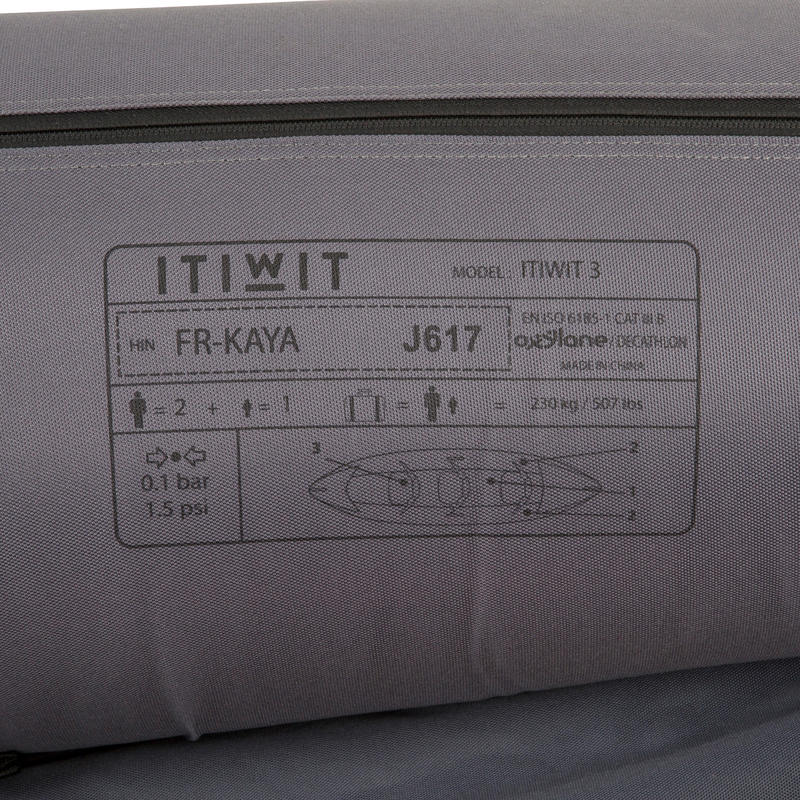 ITIWIT MODEL: ITIWIT 3
HIN FR-KAYA J617
EN ISO 6185-1 CAT III B
oxylane / DECATHLON
MADE IN CHINA
= 2 + = 1 = = 230 kg / 507 lbs
0.1 bar
1.5 psi
3 2
1
2